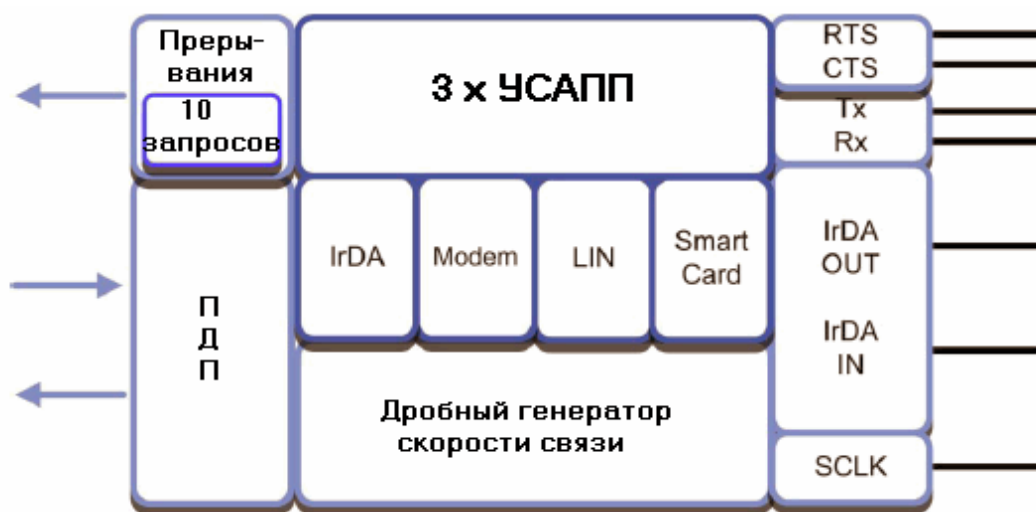 Преры-
вания
10
запросов
3 х УСАПП
RTS
CTS
Tx
Rx
IrDA
Modem
LIN
Smart
Card
IrDA
OUT
IrDA
IN
П
Д
П
Дробный генератор
скорости связи
SCLK